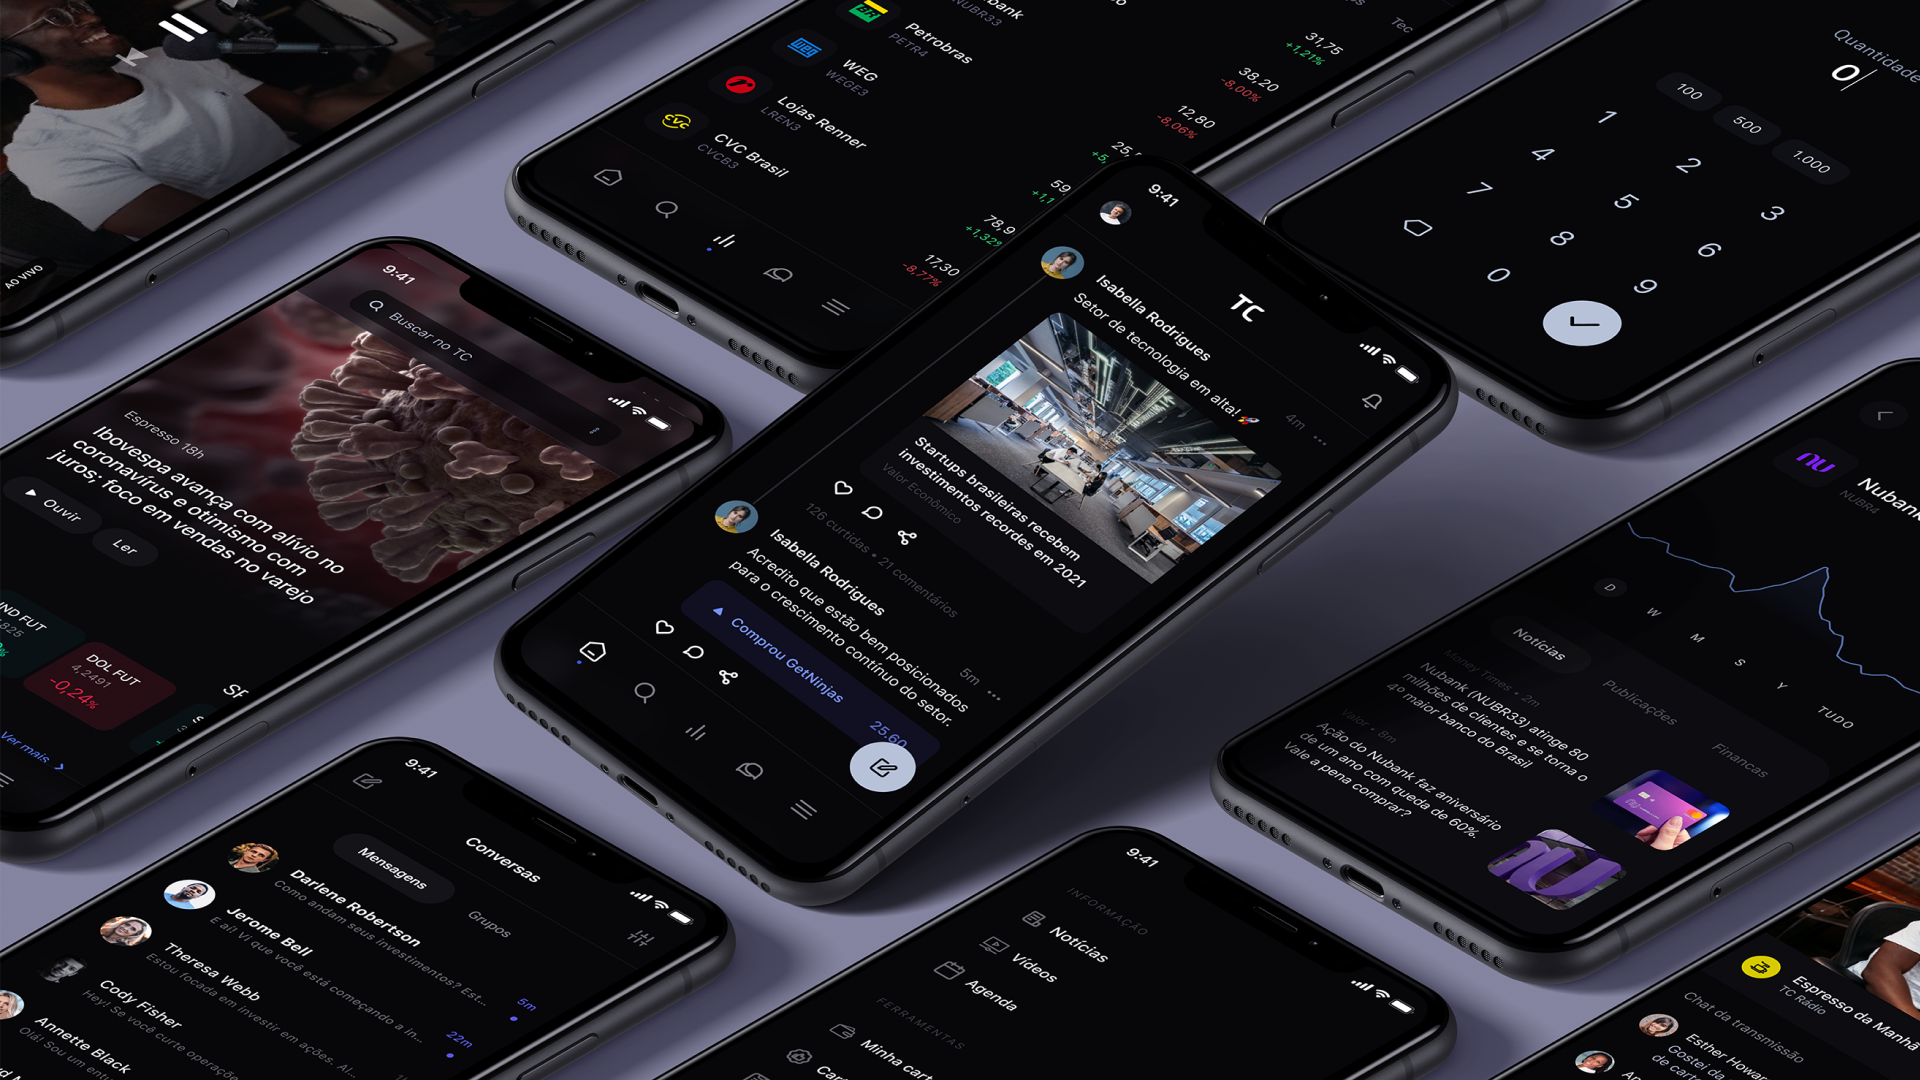 AO VIVO
Nubank
NUBR33
Petrobras
PETR4
WEG
WEGE3
Lojas Renner
LREN3
CVC Brasil
CVCB3
Tec
31,75
+1,21%
38,20
-8,00%
12,80
-8,06%
25,
+5,
59
+1,1
78,9
+1,32%
17,30
-8,77%
Quantidade
0
100
500
1.000
1
2
3
4
5
6
7
8
9
0
9:41
Buscar no TC
Espresso 18h
Ibovespa avança com alívio no
coronavírus e otimismo com
juros; foco em vendas no varejo
Ouvir
Ler
ND FUT
825
%
DOL FUT
4,2491
-0,24%
Ver mais
9:41
TC
Isabella Rodrigues
4m
Setor de tecnologia em alta! 🚀
Startups brasileiras recebem
investimentos recordes em 2021
Valor Econômico
126 curtidas • 21 comentários
Isabella Rodrigues
5m
Acredito que estão bem posicionados
para o crescimento contínuo do setor.
Comprou GetNinjas
25,60
nu
Nubank
NUBR4
D
W
M
S
Y
TUDO
Notícias
Publicações
Financas
Money Times • 2m
Nubank (NUBR33) atinge 80
milhões de clientes e se torna o
4º maior banco do Brasil
Valor • 8m
Ação do Nubank faz aniversário
de um ano com queda de 60%.
Vale a pena comprar?
9:41
Conversas
Mensagens
Grupos
Darlene Robertson
Como andam seus investimentos? Est...
5m
Jerome Bell
E aí! Vi que você está começando a in...
22m
Theresa Webb
Estou focada em investir em ações. Al...
Cody Fisher
Hey! Se você curte operaçõe
Annette Black
Olá! Sou um entu
9:41
INFORMAÇÃO
Notícias
Vídeos
Agenda
FERRAMENTAS
Minha cart
Espresso da Manhã
TC Rádio
Chat da transmissão
Esther Howar
Gostei da
de carte